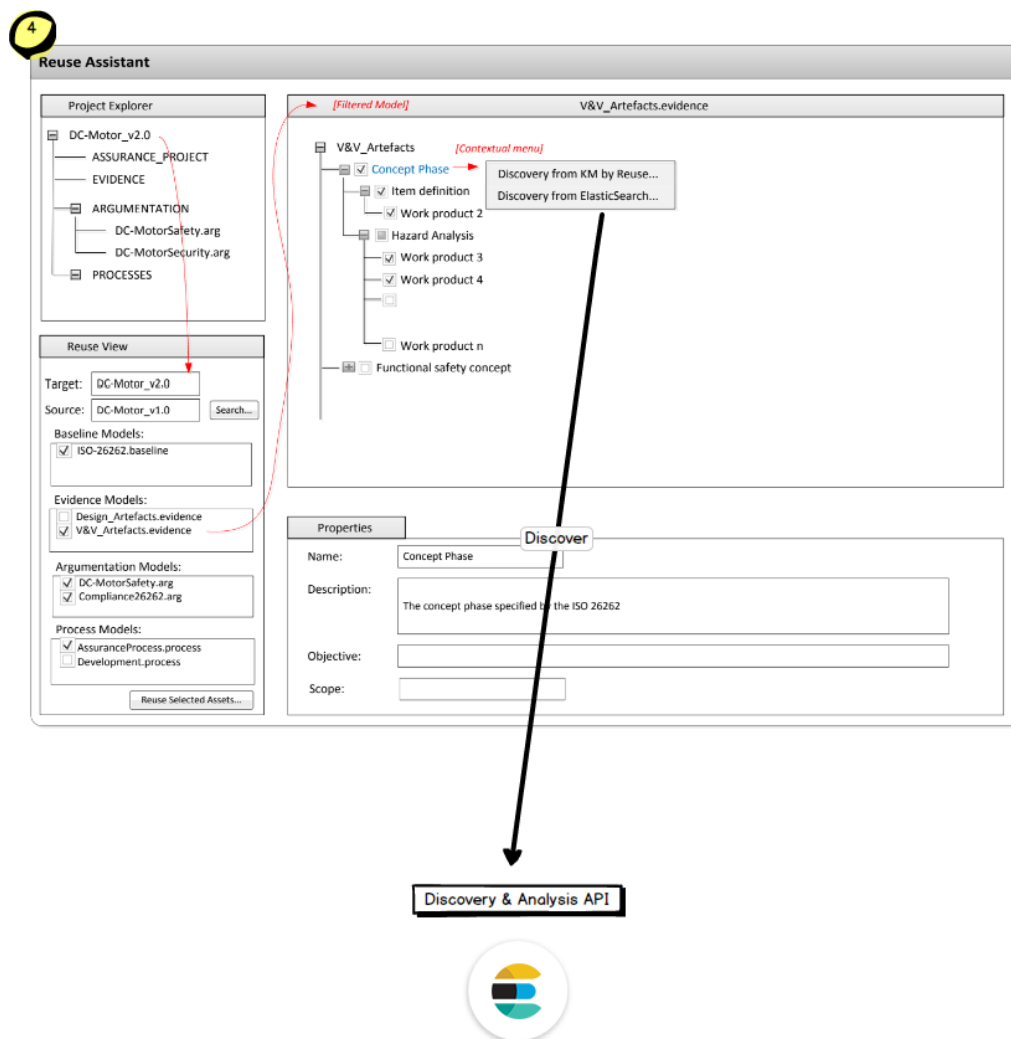 4
Reuse Assistant
Project Explorer
DC-Motor_v2.0
ASSURANCE_PROJECT
EVIDENCE
ARGUMENTATION
DC-MotorSafety.arg
DC-MotorSecurity.arg
PROCESSES
Reuse View
Target: DC-Motor_v2.0
Source: DC-Motor_v1.0 Search...
Baseline Models:
ISO-26262.baseline
Evidence Models:
Design_Artefacts.evidence
V&V_Artefacts.evidence
Argumentation Models:
DC-MotorSafety.arg
Compliance26262.arg
Process Models:
AssuranceProcess.process
Development.process
Reuse Selected Assets...
[Filtered Model] V&V_Artefacts.evidence
V&V_Artefacts [Contextual menu]
Concept Phase
Discovery from KM by Reuse...
Discovery from ElasticSearch...
Item definition
Work product 2
Hazard Analysis
Work product 3
Work product 4
Work product n
Functional safety concept
Properties
Discover
Name: Concept Phase
Description: The concept phase specified by the ISO 26262
Objective:
Scope:
Discovery & Analysis API